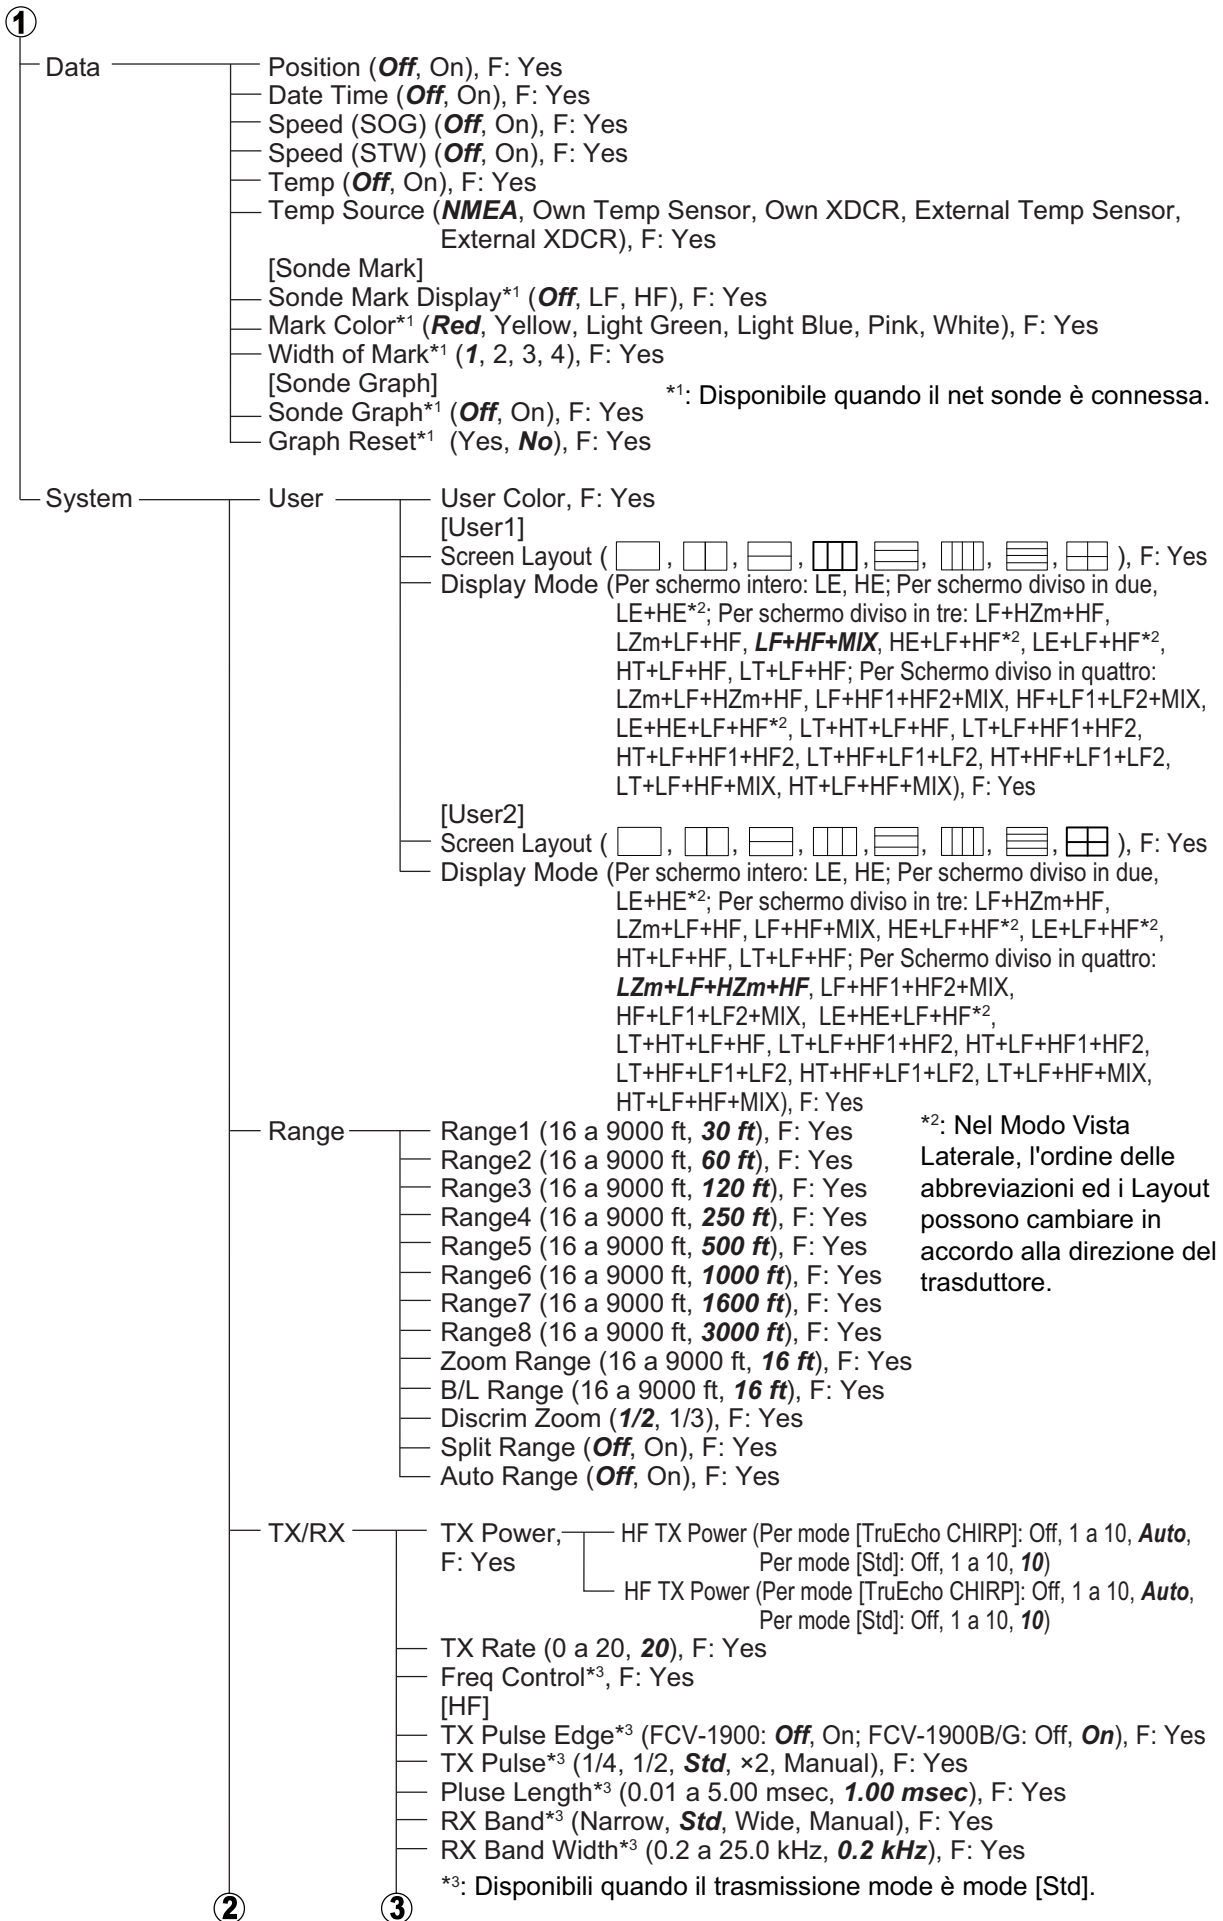 1
Data
Position (Off, On), F: Yes
Date Time (Off, On), F: Yes
Speed (SOG) (Off, On), F: Yes
Speed (STW) (Off, On), F: Yes
Temp (Off, On), F: Yes
Temp Source (NMEA, Own Temp Sensor, Own XDCR, External Temp Sensor,
External XDCR), F: Yes
[Sonde Mark]
Sonde Mark Display*1 (Off, LF, HF), F: Yes
Mark Color*1 (Red, Yellow, Light Green, Light Blue, Pink, White), F: Yes
Width of Mark*1 (1, 2, 3, 4), F: Yes
[Sonde Graph]
Sonde Graph*1 (Off, On), F: Yes
Graph Reset*1 (Yes, No), F: Yes
*1: Disponibile quando il net sonde è connessa.
System
User
User Color, F: Yes
[User1]
Screen Layout ( , , , , , , , ), F: Yes
Display Mode (Per schermo intero: LE, HE; Per schermo diviso in due,
LE+HE*2; Per schermo diviso in tre: LF+HZm+HF,
LZm+LF+HF, LF+HF+MIX, HE+LF+HF*2, LE+LF+HF*2,
HT+LF+HF, LT+LF+HF; Per Schermo diviso in quattro:
LZm+LF+HZm+HF, LF+HF1+HF2+MIX, HF+LF1+LF2+MIX,
LE+HE+LF+HF*2, LT+HT+LF+HF, LT+LF+HF1+HF2,
HT+LF+HF1+HF2, LT+HF+LF1+LF2, HT+HF+LF1+LF2,
LT+LF+HF+MIX, HT+LF+HF+MIX), F: Yes
[User2]
Screen Layout ( , , , , , , , ), F: Yes
Display Mode (Per schermo intero: LE, HE; Per schermo diviso in due,
LE+HE*2; Per schermo diviso in tre: LF+HZm+HF,
LZm+LF+HF, LF+HF+MIX, HE+LF+HF*2, LE+LF+HF*2,
HT+LF+HF, LT+LF+HF; Per Schermo diviso in quattro:
LZm+LF+HZm+HF, LF+HF1+HF2+MIX,
HF+LF1+LF2+MIX, LE+HE+LF+HF*2,
LT+HT+LF+HF, LT+LF+HF1+HF2, HT+LF+HF1+HF2,
LT+HF+LF1+LF2, HT+HF+LF1+LF2, LT+LF+HF+MIX,
HT+LF+HF+MIX), F: Yes
Range
Range1 (16 a 9000 ft, 30 ft), F: Yes
Range2 (16 a 9000 ft, 60 ft), F: Yes
Range3 (16 a 9000 ft, 120 ft), F: Yes
Range4 (16 a 9000 ft, 250 ft), F: Yes
Range5 (16 a 9000 ft, 500 ft), F: Yes
Range6 (16 a 9000 ft, 1000 ft), F: Yes
Range7 (16 a 9000 ft, 1600 ft), F: Yes
Range8 (16 a 9000 ft, 3000 ft), F: Yes
Zoom Range (16 a 9000 ft, 16 ft), F: Yes
B/L Range (16 a 9000 ft, 16 ft), F: Yes
Discrim Zoom (1/2, 1/3), F: Yes
Split Range (Off, On), F: Yes
Auto Range (Off, On), F: Yes
*2: Nel Modo Vista
Laterale, l'ordine delle
abbreviazioni ed i Layout
possono cambiare in
accordo alla direzione del
trasduttore.
TX/RX
TX Power,
F: Yes
HF TX Power (Per mode [TruEcho CHIRP]: Off, 1 a 10, Auto,
Per mode [Std]: Off, 1 a 10, 10)
HF TX Power (Per mode [TruEcho CHIRP]: Off, 1 a 10, Auto,
Per mode [Std]: Off, 1 a 10, 10)
TX Rate (0 a 20, 20), F: Yes
Freq Control*3, F: Yes
[HF]
TX Pulse Edge*3 (FCV-1900: Off, On; FCV-1900B/G: Off, On), F: Yes
TX Pulse*3 (1/4, 1/2, Std, ×2, Manual), F: Yes
Pluse Length*3 (0.01 a 5.00 msec, 1.00 msec), F: Yes
RX Band*3 (Narrow, Std, Wide, Manual), F: Yes
RX Band Width*3 (0.2 a 25.0 kHz, 0.2 kHz), F: Yes
*3: Disponibili quando il trasmissione mode è mode [Std].
2
3